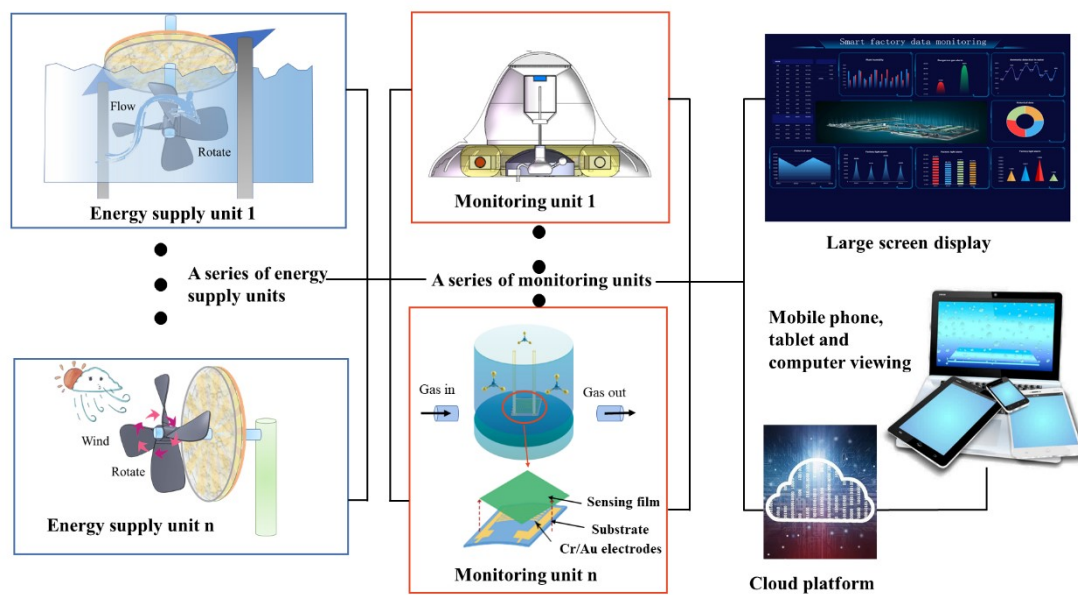 Flow
Rotate
Energy supply unit 1
A series of energy
supply units
Wind
Rotate
Energy supply unit n
Monitoring unit 1
A series of monitoring units
Gas in
Gas out
Sensing film
Substrate
Cr/Au electrodes
Monitoring unit n
Smart factory data monitoring
Large screen display
Mobile phone,
tablet and
computer viewing
Cloud platform